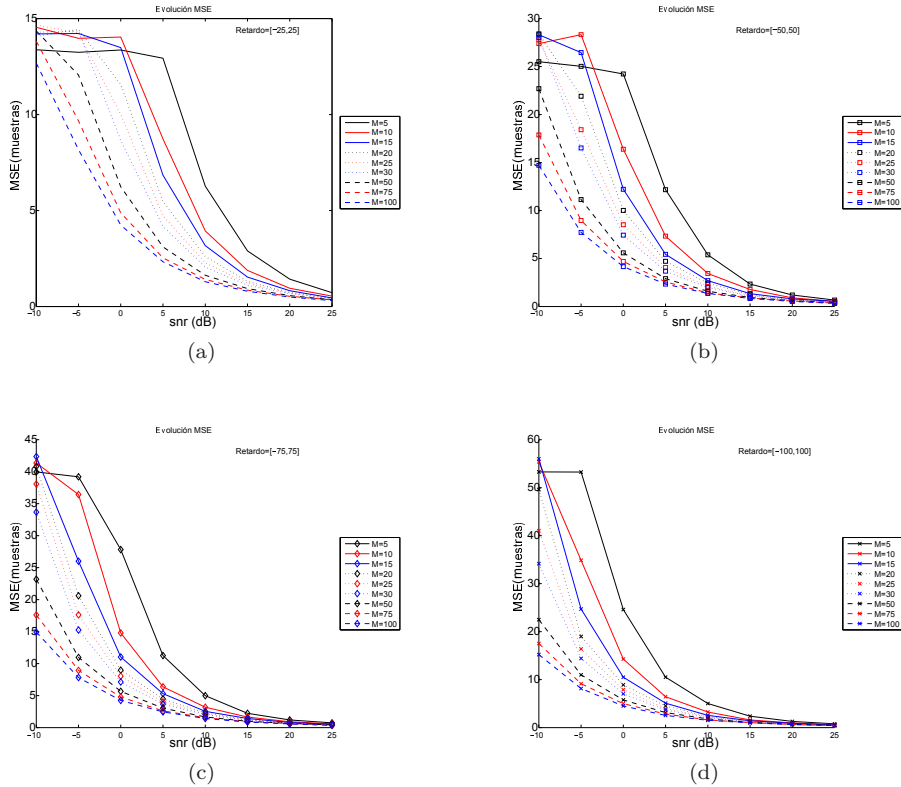 Evolución MSE
Retardo=[−25,25]
MSE(muestras)
15
10
5
0
−10 −5 0 5 10 15 20 25
snr (dB)
M=5
M=10
M=15
M=20
M=25
M=30
M=50
M=75
M=100
(a)
Evolución MSE
Retardo=[−50,50]
MSE(muestras)
30
25
20
15
10
5
0
−10 −5 0 5 10 15 20 25
snr (dB)
M=5
M=10
M=15
M=20
M=25
M=30
M=50
M=75
M=100
(b)
Evolución MSE
Retardo=[−75,75]
MSE(muestras)
45
40
35
30
25
20
15
10
5
0
−10 −5 0 5 10 15 20 25
snr (dB)
M=5
M=10
M=15
M=20
M=25
M=30
M=50
M=75
M=100
(c)
Evolución MSE
Retardo=[−100,100]
MSE(muestras)
60
50
40
30
20
10
0
−10 −5 0 5 10 15 20 25
snr (dB)
M=5
M=10
M=15
M=20
M=25
M=30
M=50
M=75
M=100
(d)